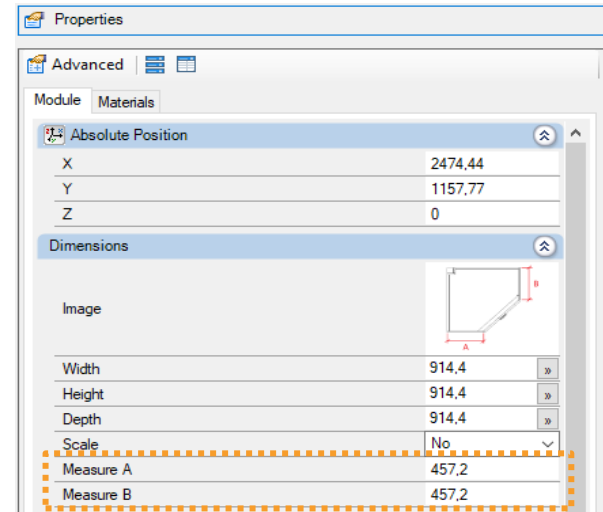 Properties
Advanced
Module Materials
Absolute Position
X 2474,44
Y 1157,77
Z 0
Dimensions
Image
B
A
Width 914,4 »
Height 914,4 »
Depth 914,4 »
Scale No
Measure A 457,2
Measure B 457,2